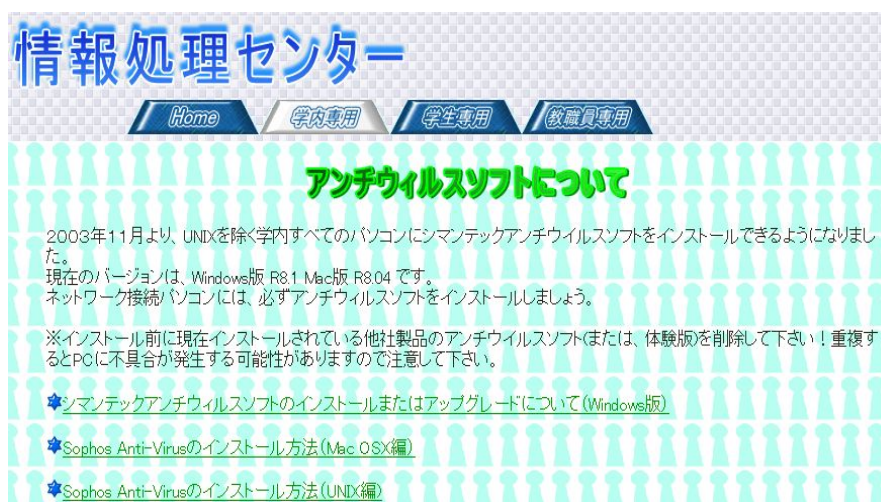 情報処理センター
Home 学内専用 学生専用 教職員専用
アンチウィルスソフトについて
2003年11月より、UNIXを除く学内すべてのパソコンにシマンテックアンチウイルスソフトをインストールできるようになりまし
た。
現在のバージョンは、Windows版 R8.1 Mac版 R8.04 です。
ネットワーク接続パソコンには、必ずアンチウィルスソフトをインストールしましょう。
※インストール前に現在インストールされている他社製品のアンチウイルスソフト(または、体験版)を削除して下さい！重複す
るとPCに不具合が発生する可能性がありますので注意して下さい。
シマンテックアンチウィルスソフトのインストールまたはアップグレードについて(Windows版)
Sophos Anti-Virusのインストール方法(Mac OSX編)
Sophos Anti-Virusのインストール方法(UNIX編)